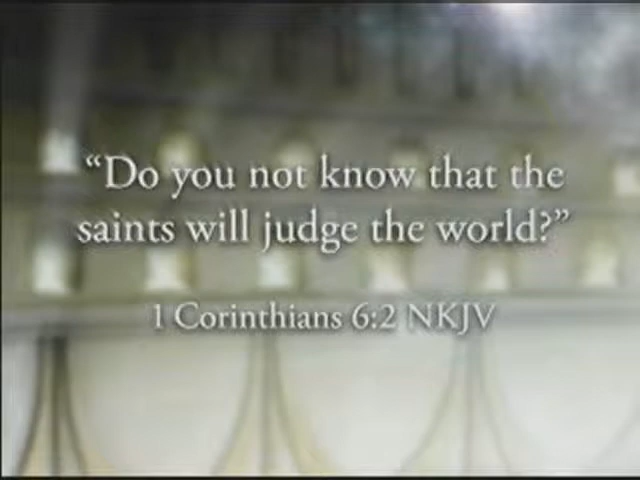 “Do you not know that the
saints will judge the world?”
1 Corinthians 6:2 NKJV